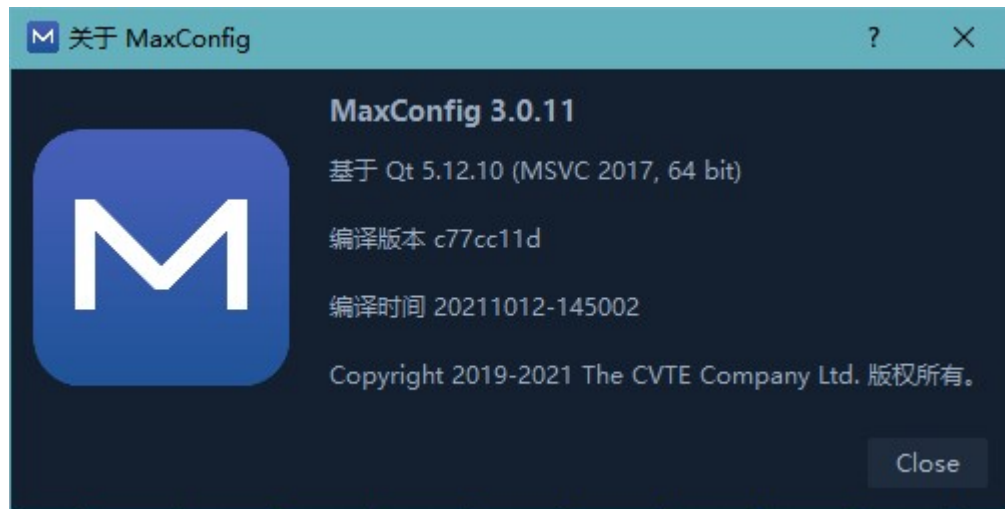 M 关于 MaxConfig ? ×
MaxConfig 3.0.11
M
基于 Qt 5.12.10 (MSVC 2017, 64 bit)
编译版本 c77cc11d
编译时间 20211012-145002
Copyright 2019-2021 The CVTE Company Ltd. 版权所有。
Close